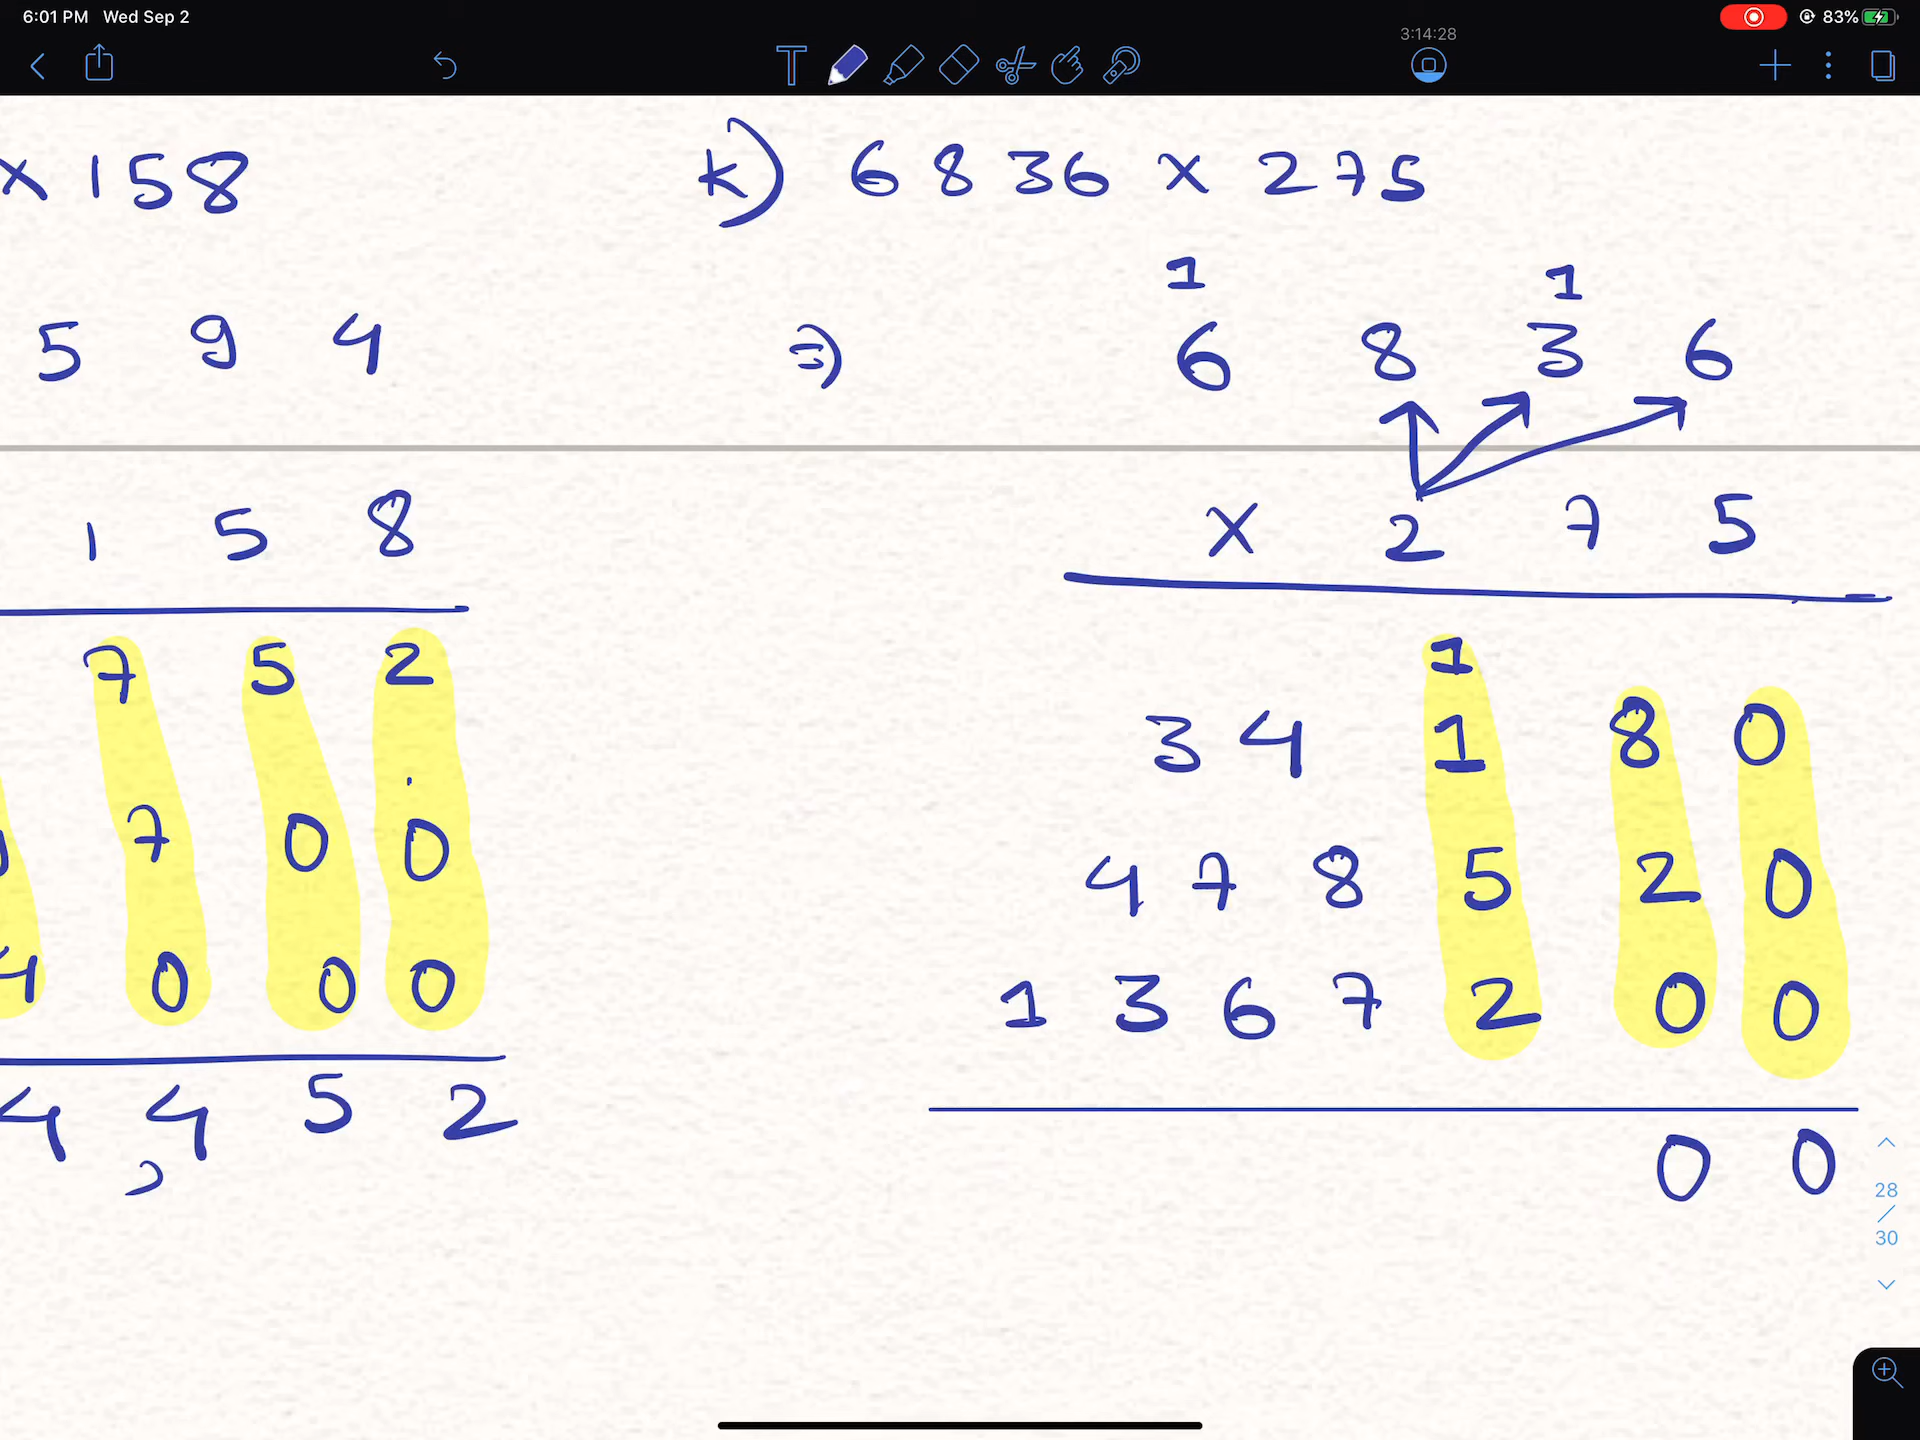 6:01 PM Wed Sep 2
83%
3:14:28
x 158
5 9 4
1 5 8
7 5 2
7 0 0
4 0 0 0
4 4, 5 2
K) 6836 x 275
1 1
⇒) 6 8 3 6
x 2 7 5
1
3 4 1 8 0
4 7 8 5 2 0
1 3 6 7 2 0 0
0 0
28
/
30